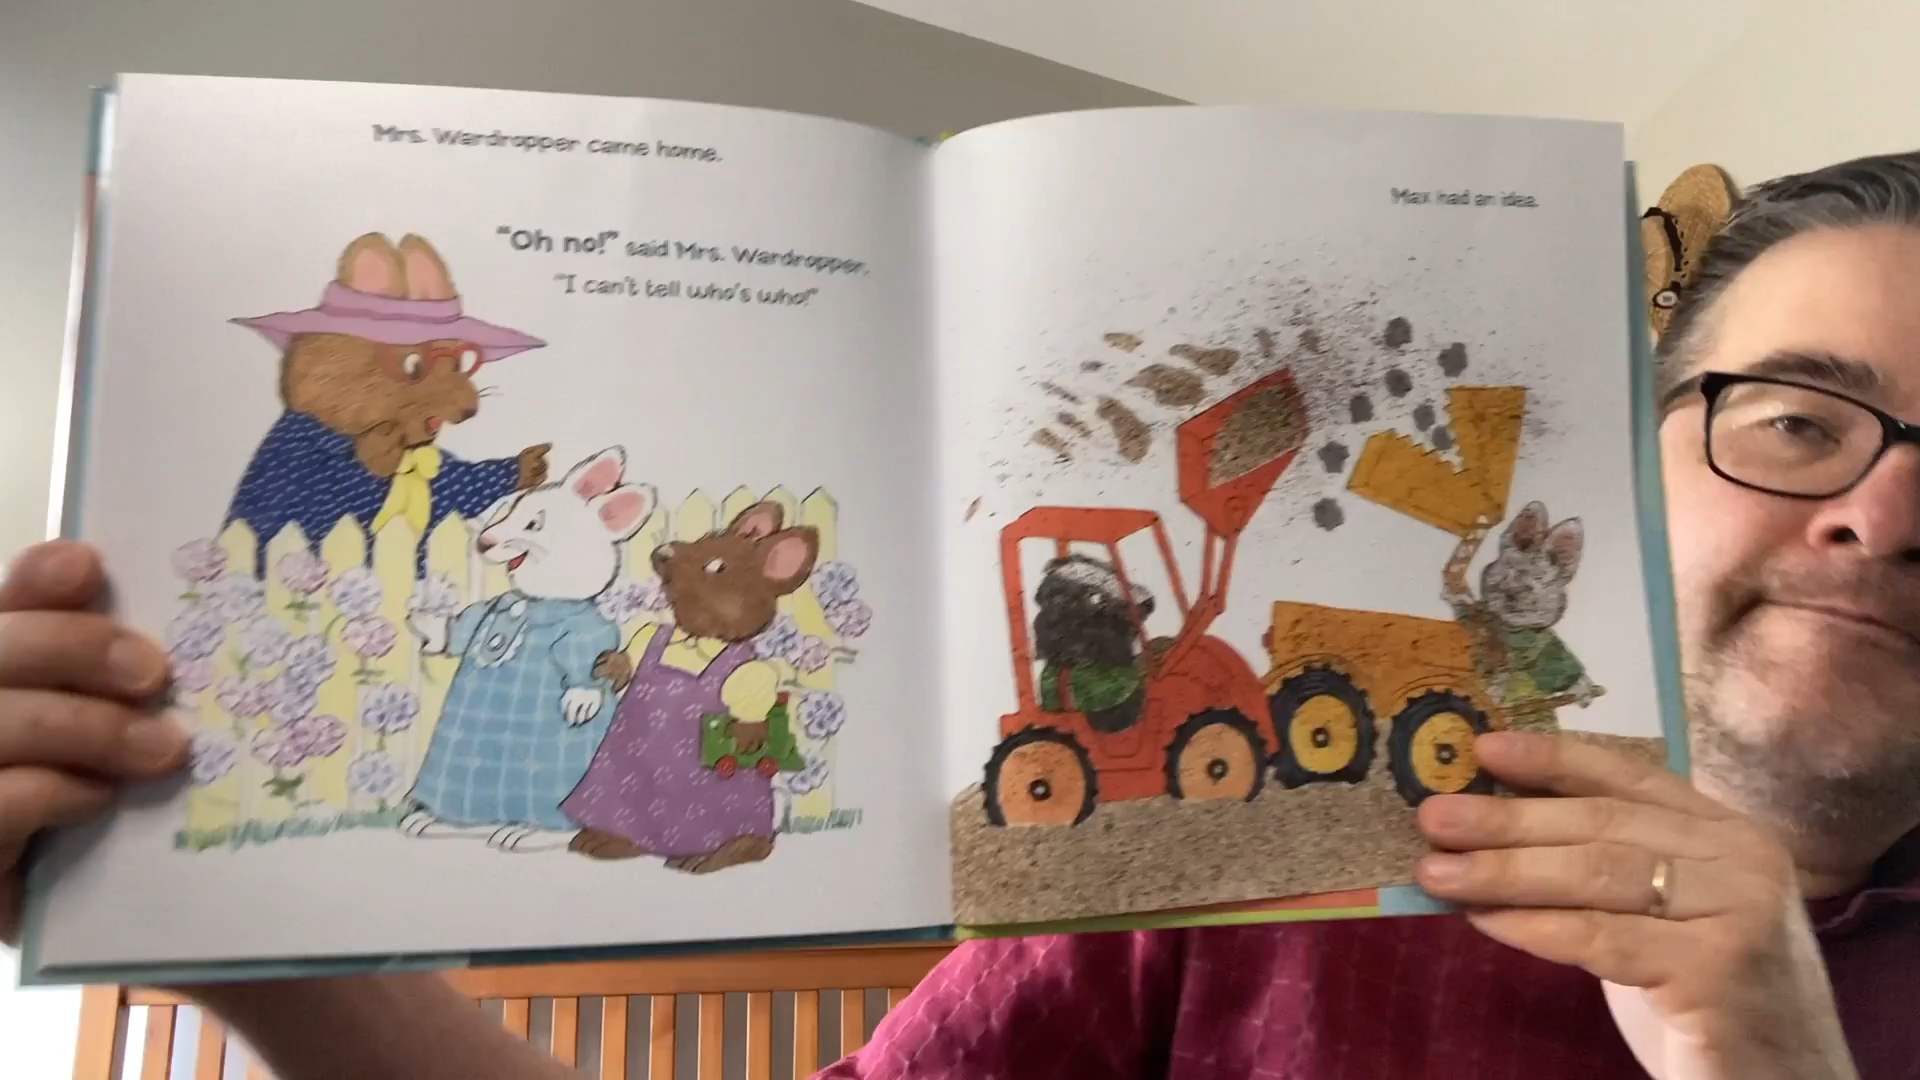 Mrs. Wardropper came home.
"Oh no!" said Mrs. Wardropper.
"I can't tell who's who!"
Max had an idea.